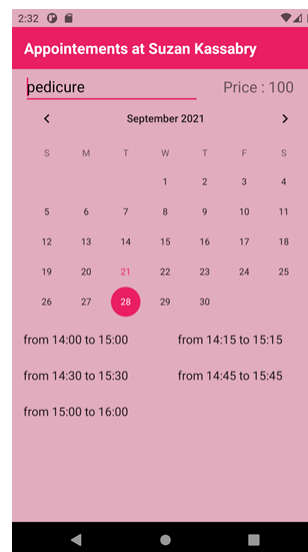 2:32
Appointements at Suzan Kassabry
pedicure Price : 100
September 2021
S M T W T F S
1 2 3 4
5 6 7 8 9 10 11
12 13 14 15 16 17 18
19 20 21 22 23 24 25
26 27 28 29 30
from 14:00 to 15:00 from 14:15 to 15:15
from 14:30 to 15:30 from 14:45 to 15:45
from 15:00 to 16:00